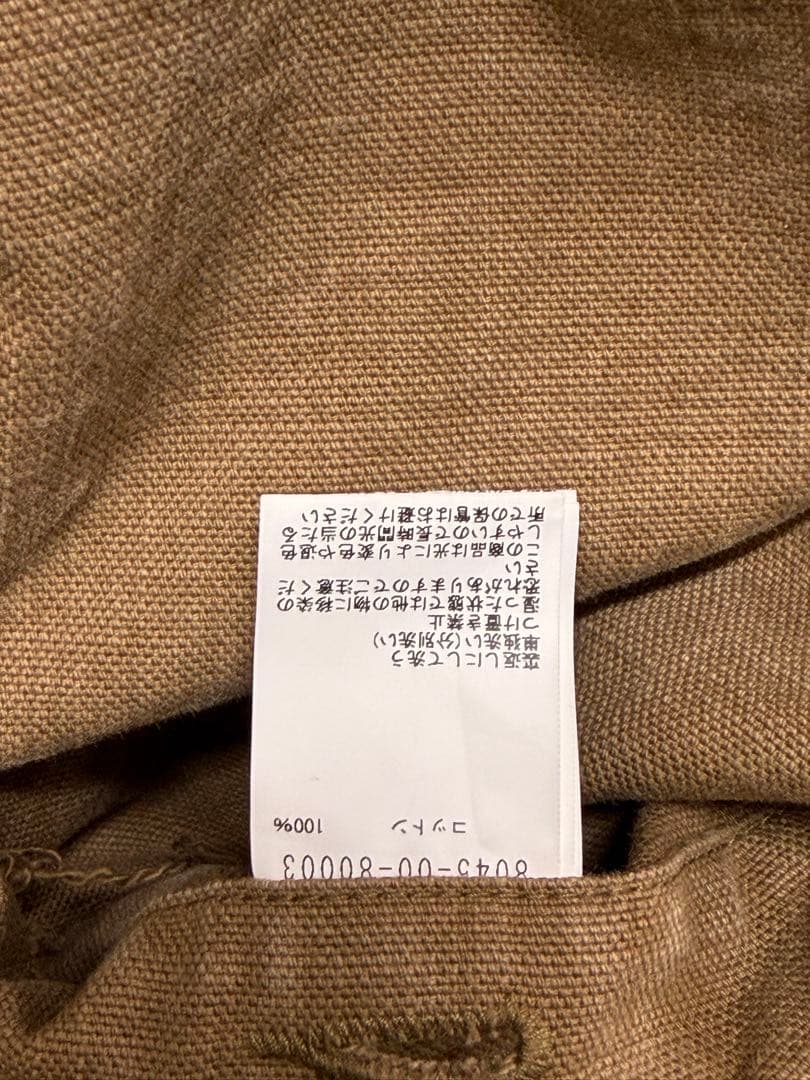 8045-00-80003
コットン 100%
裏返しにして洗う
単独洗い(分別洗い)
つけ置き禁止
湿った状態では他の物に移染の
恐れがありますのでご注意くだ
さい
この商品は光により変色や退色
しやすいので長時間光の当たる
所での保管はお避けください